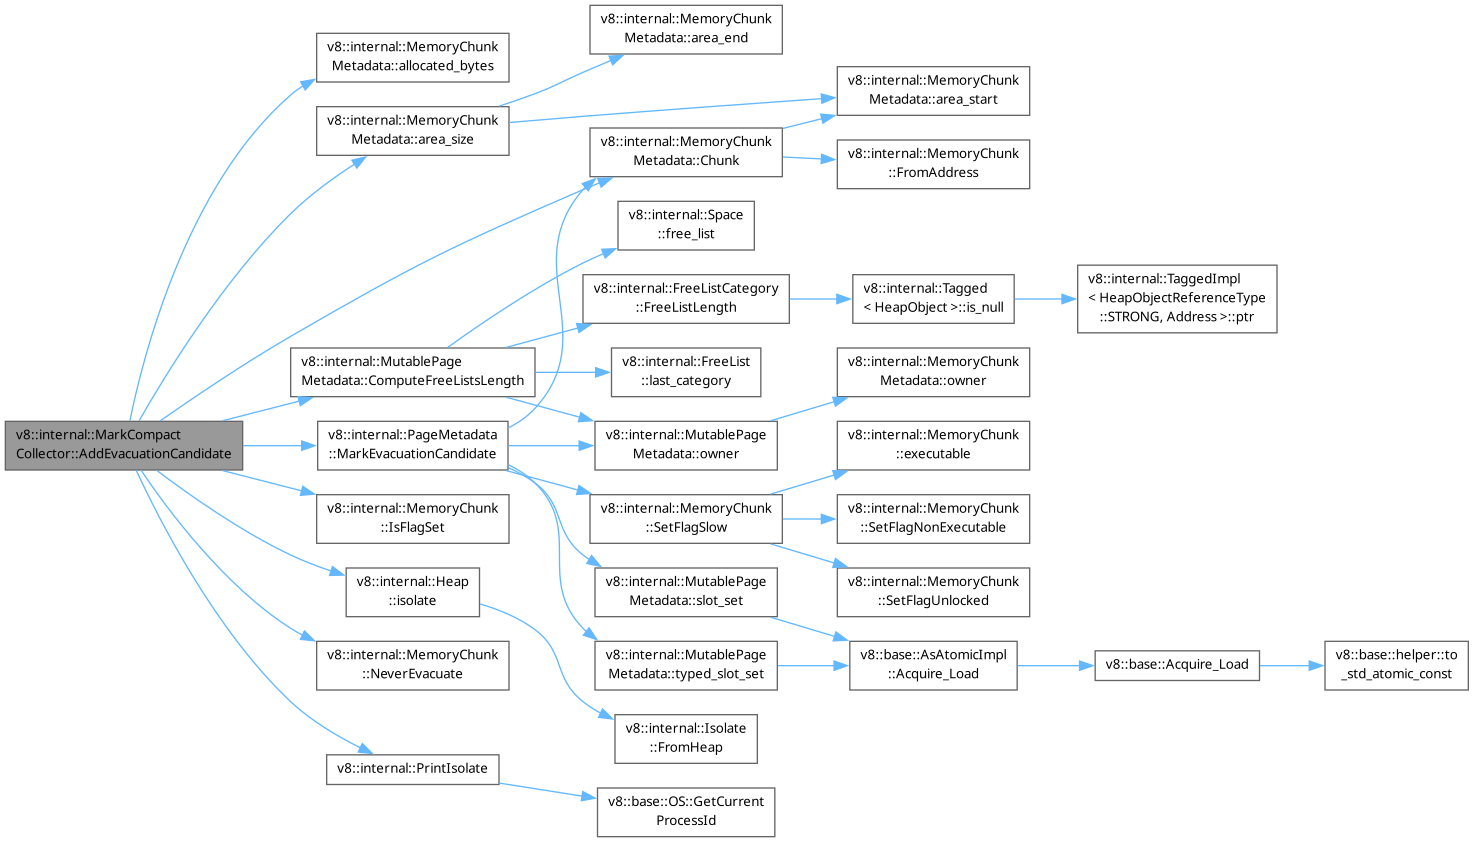 v8::internal::MarkCompact
Collector::AddEvacuationCandidate
v8::internal::MemoryChunk
Metadata::allocated_bytes
v8::internal::MemoryChunk
Metadata::area_size
v8::internal::MutablePage
Metadata::ComputeFreeListsLength
v8::internal::PageMetadata
::MarkEvacuationCandidate
v8::internal::MemoryChunk
::IsFlagSet
v8::internal::Heap
::isolate
v8::internal::MemoryChunk
::NeverEvacuate
v8::internal::PrintIsolate
v8::internal::MemoryChunk
Metadata::area_end
v8::internal::MemoryChunk
Metadata::Chunk
v8::internal::Space
::free_list
v8::internal::FreeListCategory
::FreeListLength
v8::internal::FreeList
::last_category
v8::internal::MutablePage
Metadata::owner
v8::internal::MemoryChunk
::SetFlagSlow
v8::internal::MutablePage
Metadata::slot_set
v8::internal::MutablePage
Metadata::typed_slot_set
v8::internal::Isolate
::FromHeap
v8::base::OS::GetCurrent
ProcessId
v8::internal::MemoryChunk
Metadata::area_start
v8::internal::MemoryChunk
::FromAddress
v8::internal::Tagged
< HeapObject >::is_null
v8::internal::MemoryChunk
Metadata::owner
v8::internal::MemoryChunk
::executable
v8::internal::MemoryChunk
::SetFlagNonExecutable
v8::internal::MemoryChunk
::SetFlagUnlocked
v8::base::AsAtomicImpl
::Acquire_Load
v8::internal::TaggedImpl
< HeapObjectReferenceType
::STRONG, Address >::ptr
v8::base::Acquire_Load
v8::base::helper::to
_std_atomic_const